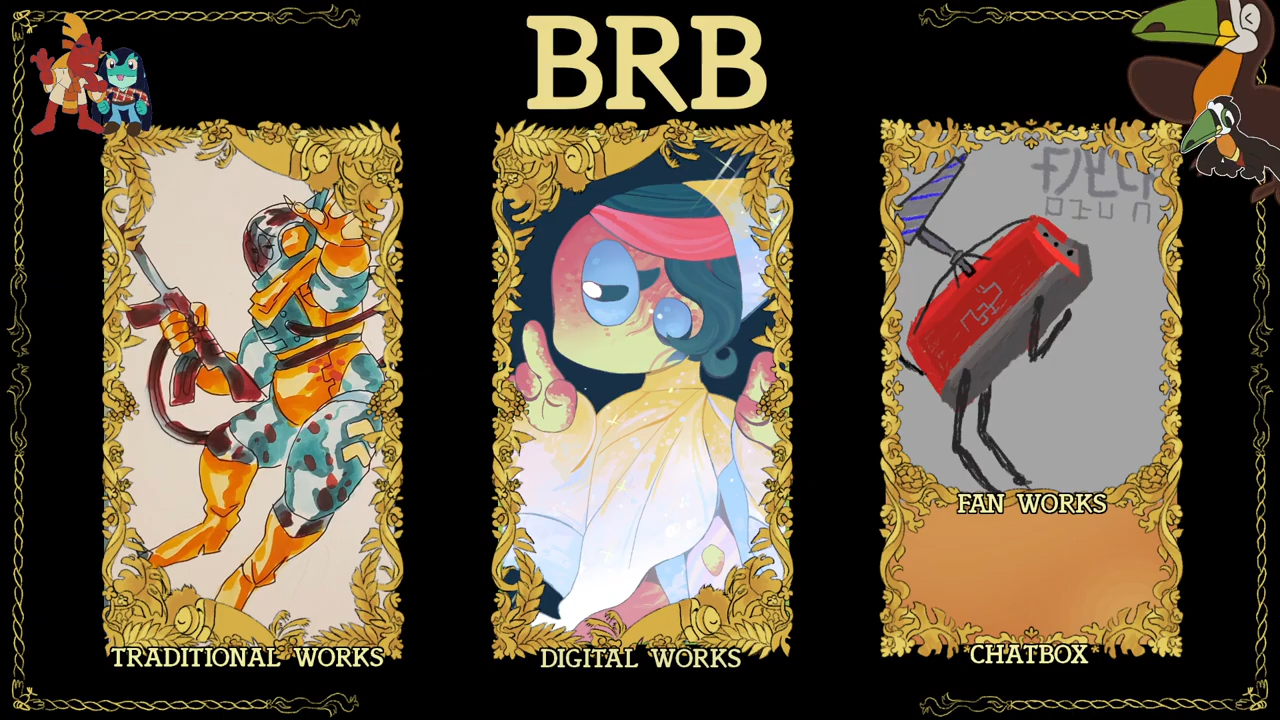 BRB
TRADITIONAL WORKS
DIGITAL WORKS
FAN WORKS
CHATBOX